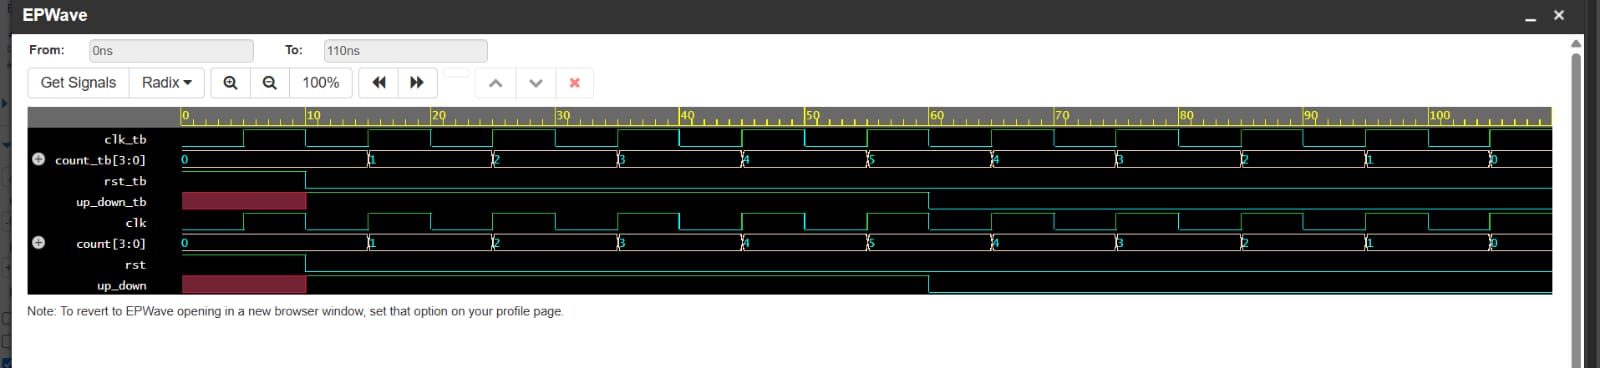 EPWave
From: 0ns To: 110ns
Get Signals Radix 100%
0 10 20 30 40 50 60 70 80 90 100
clk_tb
count_tb[3:0] 0 1 2 3 4 5 4 3 2 1 0
rst_tb
up_down_tb
clk
count[3:0] 0 1 2 3 4 5 4 3 2 1 0
rst
up_down
Note: To revert to EPWave opening in a new browser window, set that option on your profile page.